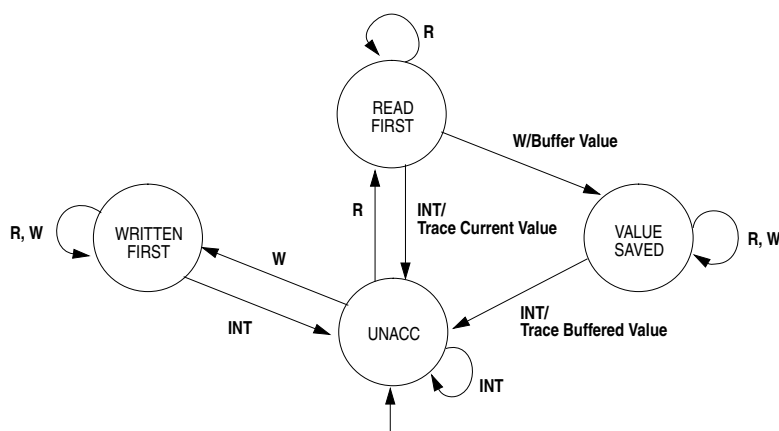 R
READ
FIRST
W/Buffer Value
R
INT/
Trace Current Value
R, W
WRITTEN
FIRST
VALUE
SAVED
R, W
W
INT
UNACC
INT/
Trace Buffered Value
INT